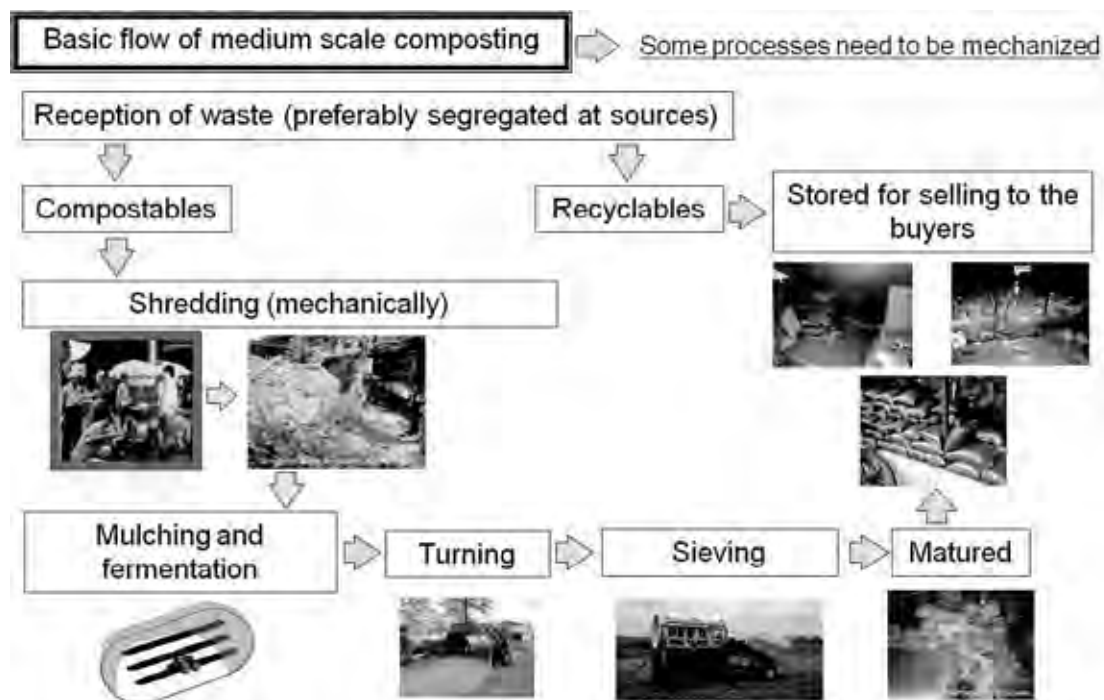 Basic flow of medium scale composting
Some processes need to be mechanized
Reception of waste (preferably segregated at sources)
Compostables
Recyclables
Stored for selling to the
buyers
Shredding (mechanically)
Mulching and
fermentation
Turning
Sieving
Matured